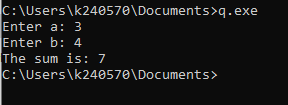 C:\Users\k240570\Documents>q.exe
Enter a: 3
Enter b: 4
The sum is: 7
C:\Users\k240570\Documents>